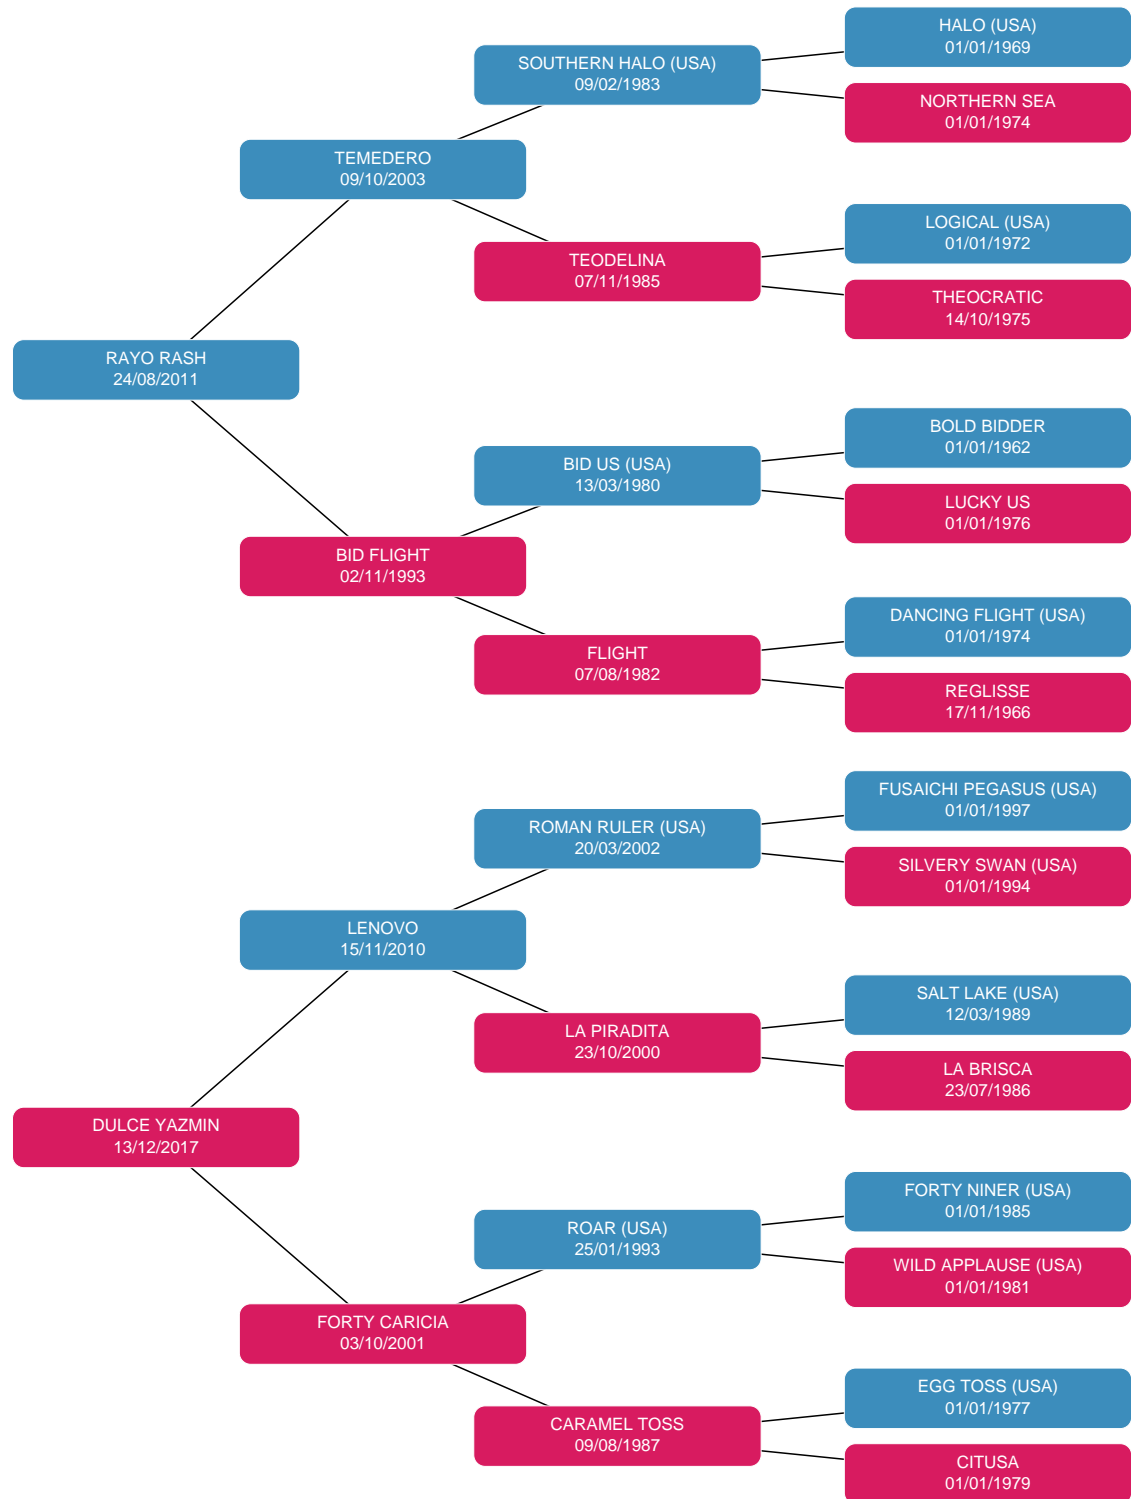 HALO (USA)
01/01/1969
SOUTHERN HALO (USA)
09/02/1983
NORTHERN SEA
01/01/1974
TEMEDERO
09/10/2003
LOGICAL (USA)
01/01/1972
TEODELINA
07/11/1985
THEOCRATIC
14/10/1975
RAYO RASH
24/08/2011
BOLD BIDDER
01/01/1962
BID US (USA)
13/03/1980
LUCKY US
01/01/1976
BID FLIGHT
02/11/1993
DANCING FLIGHT (USA)
01/01/1974
FLIGHT
07/08/1982
REGLISSE
17/11/1966
FUSAICHI PEGASUS (USA)
01/01/1997
ROMAN RULER (USA)
20/03/2002
SILVERY SWAN (USA)
01/01/1994
LENOVO
15/11/2010
SALT LAKE (USA)
12/03/1989
LA PIRADITA
23/10/2000
LA BRISCA
23/07/1986
DULCE YAZMIN
13/12/2017
FORTY NINER (USA)
01/01/1985
ROAR (USA)
25/01/1993
WILD APPLAUSE (USA)
01/01/1981
FORTY CARICIA
03/10/2001
EGG TOSS (USA)
01/01/1977
CARAMEL TOSS
09/08/1987
CITUSA
01/01/1979